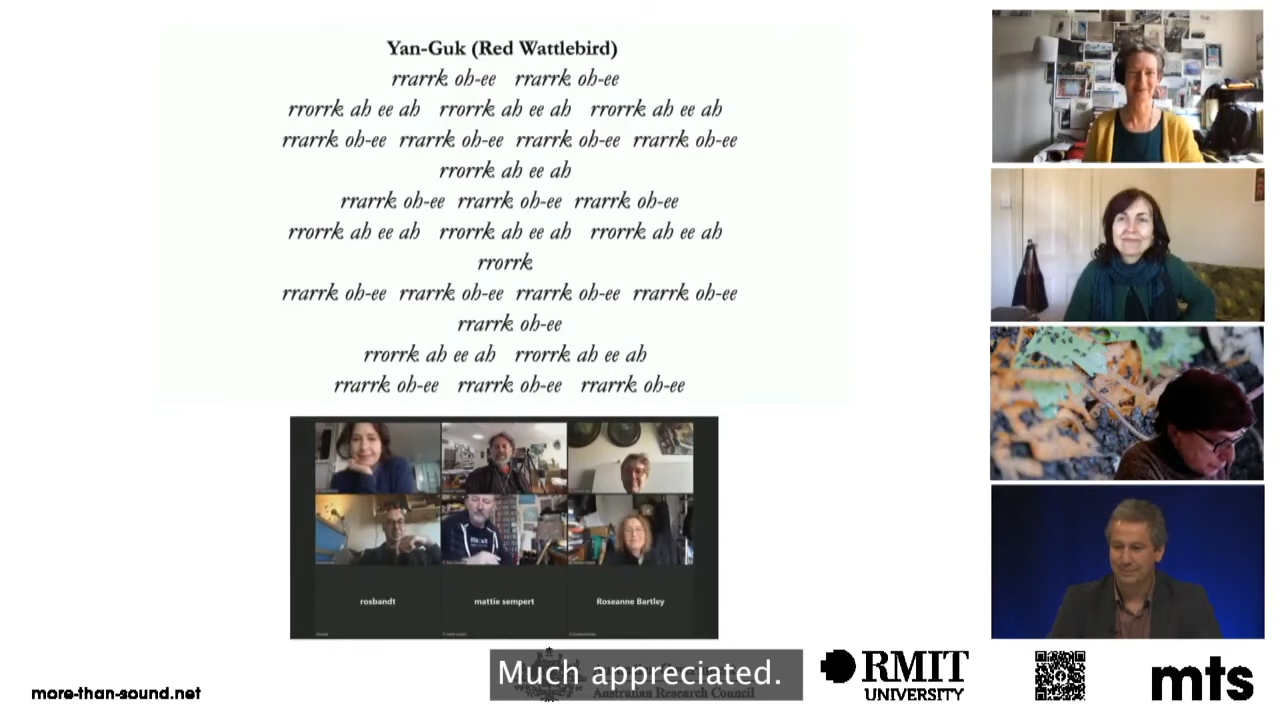 Yan-Guk (Red Wattlebird)
rrarrk oh-ee rrarrk oh-ee
rrorrk ah ee ah rrorrk ah ee ah rrorrk ah ee ah
rrarrk oh-ee rrarrk oh-ee rrarrk oh-ee rrarrk oh-ee
rrorrk ah ee ah
rrarrk oh-ee rrarrk oh-ee rrarrk oh-ee
rrorrk ah ee ah rrorrk ah ee ah rrorrk ah ee ah
rrorrk
rrarrk oh-ee rrarrk oh-ee rrarrk oh-ee rrarrk oh-ee
rrarrk oh-ee
rrorrk ah ee ah rrorrk ah ee ah
rrarrk oh-ee rrarrk oh-ee rrarrk oh-ee
rosbandt
mattie sempert
Roseanne Bartley
Much appreciated.
Australian Research Council
more-than-sound.net
RMIT
UNIVERSITY
mts